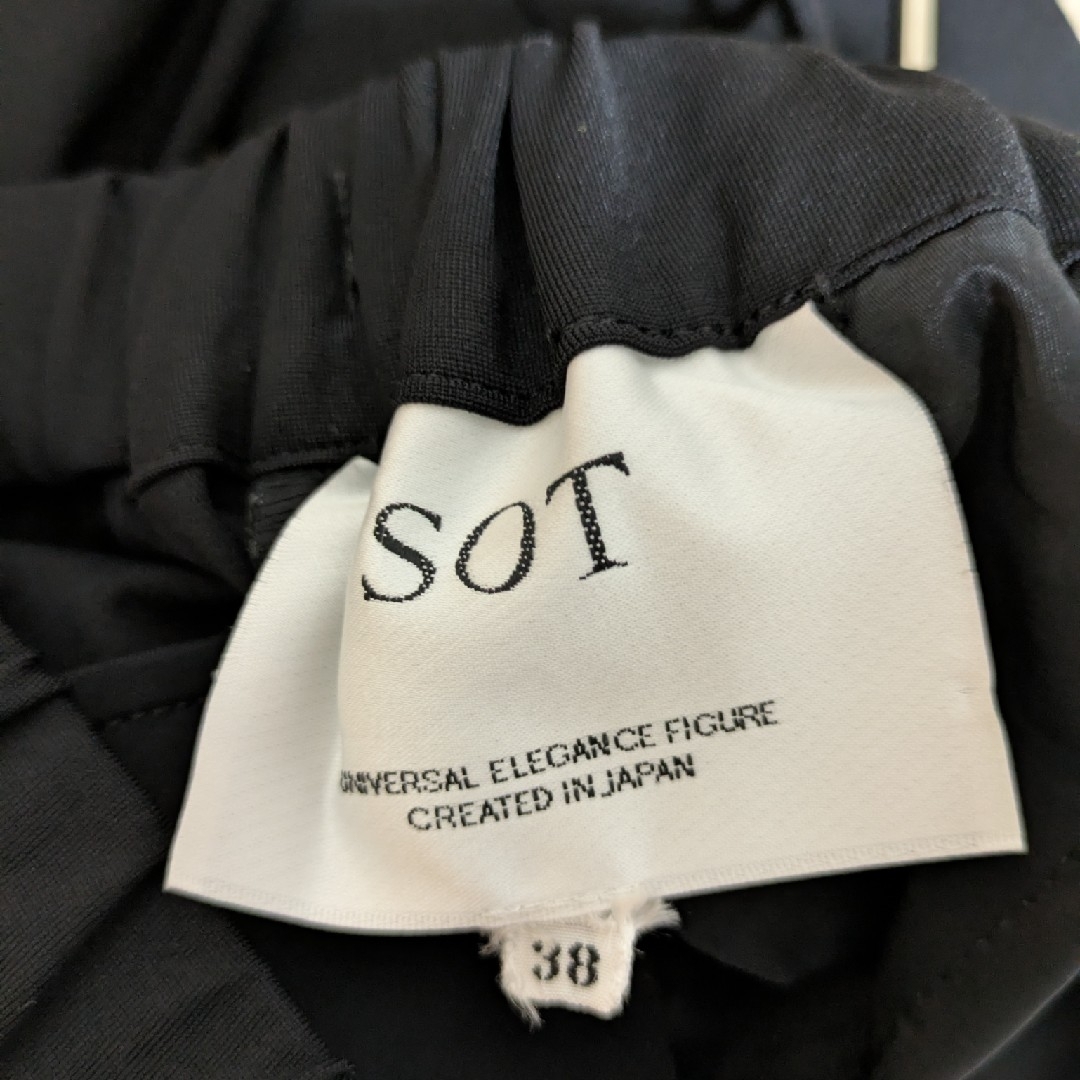 SOT
UNIVERSAL ELEGANCE FIGURE
CREATED IN JAPAN
38